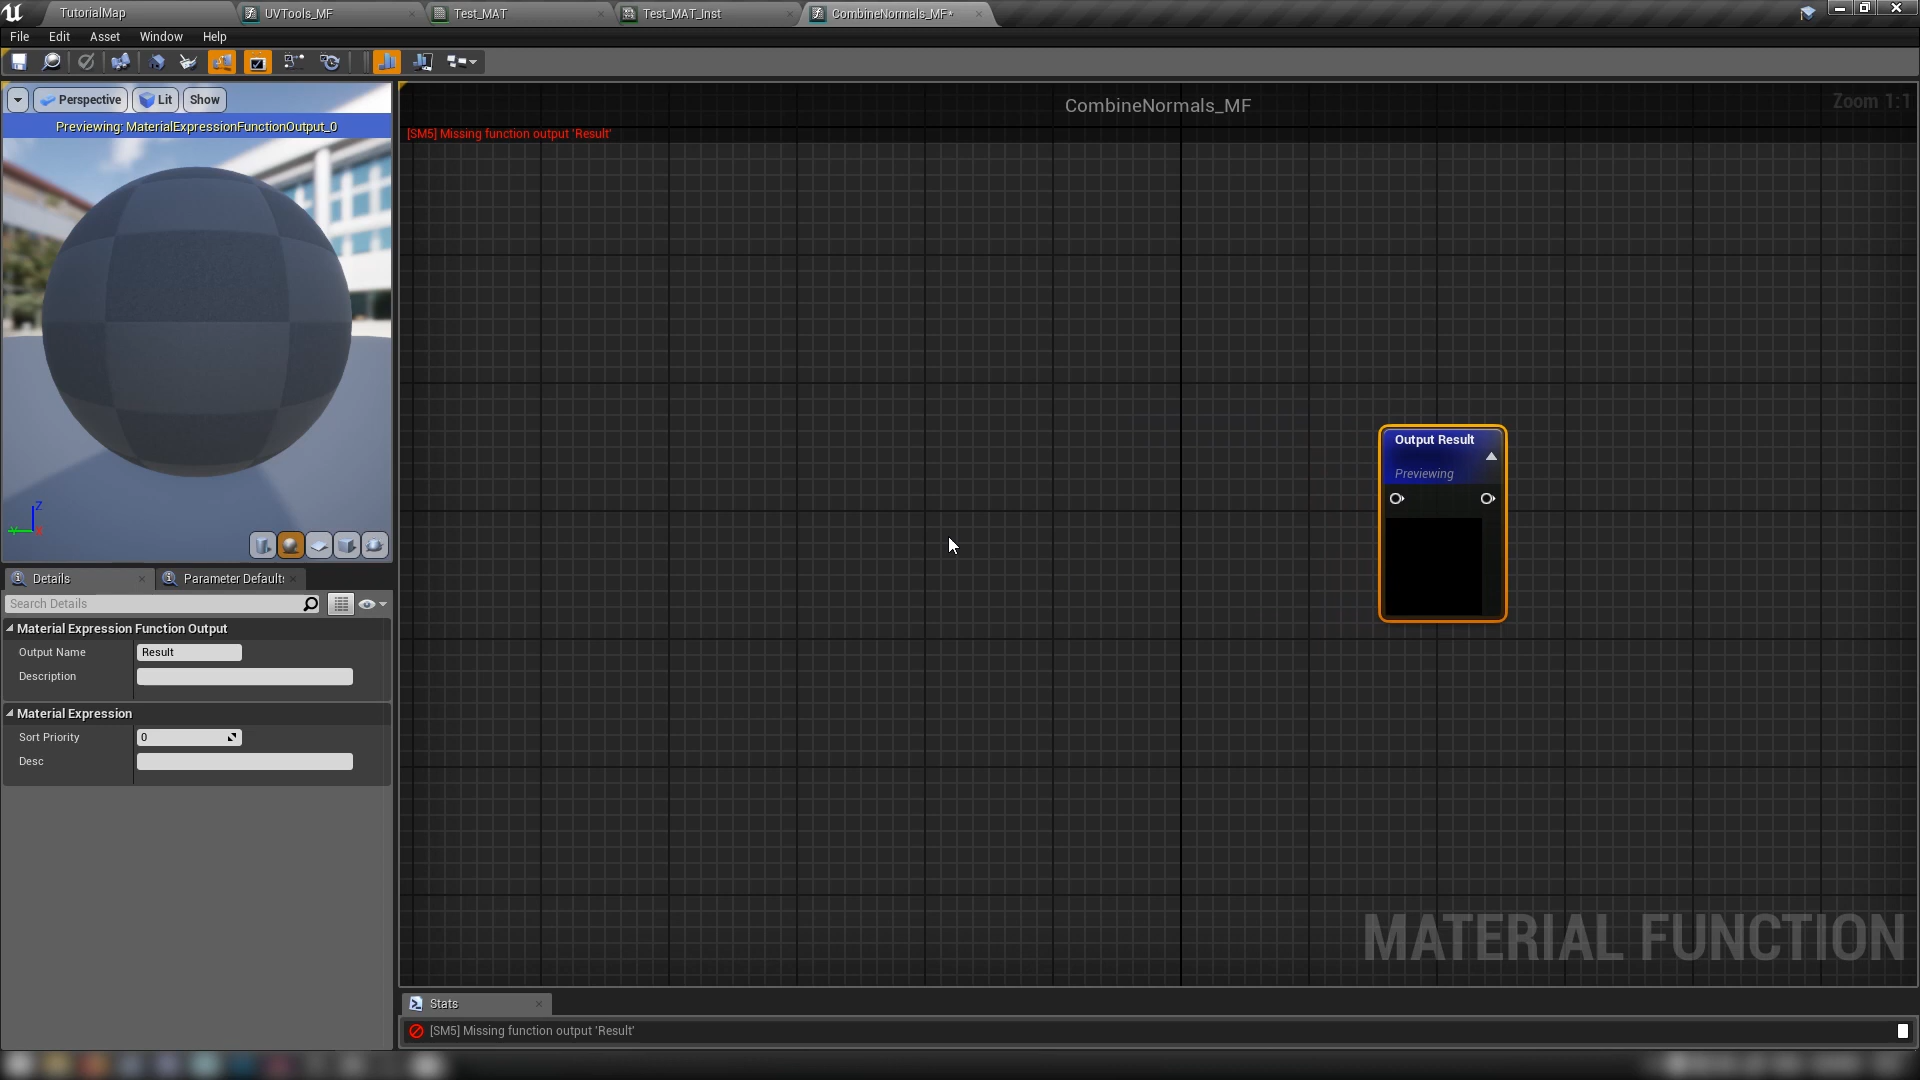 TutorialMap
UVTools_MF
Test_MAT
Test_MAT_Inst
CombineNormals_MF*
File
Edit
Asset
Window
Help
Perspective
Lit
Show
Previewing: MaterialExpressionFunctionOutput_0
CombineNormals_MF
Zoom 1:1
[SM5] Missing function output 'Result'
Output Result
Previewing
Z
Y
Details
Parameter Defaults
Search Details
Material Expression Function Output
Output Name
Result
Description
Material Expression
Sort Priority
0
Desc
MATERIAL FUNCTION
Stats
[SM5] Missing function output 'Result'